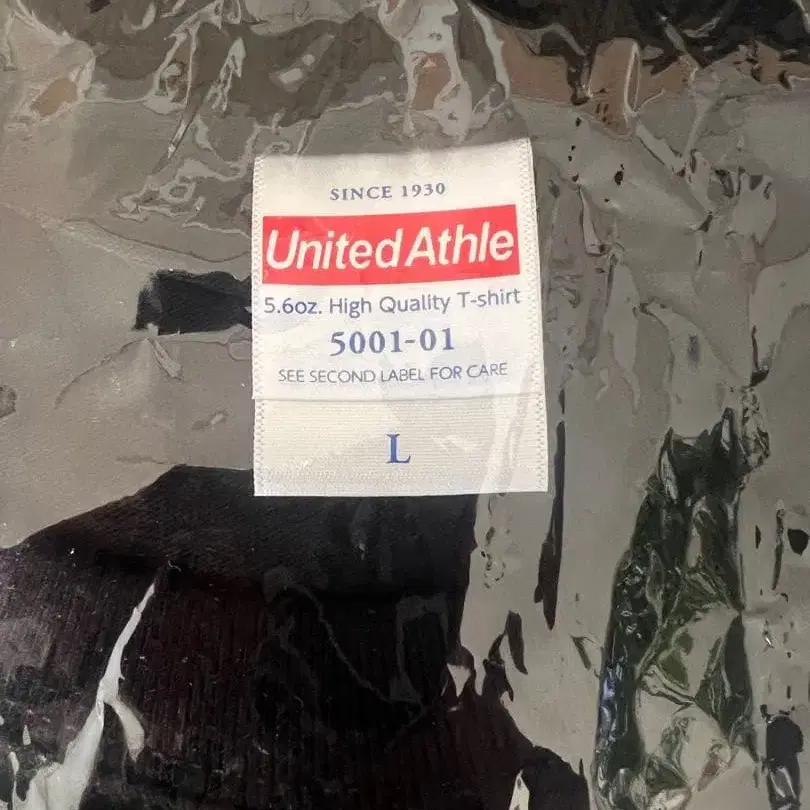 SINCE 1930
United Athle
5.6oz. High Quality T-shirt
5001-01
SEE SECOND LABEL FOR CARE
L